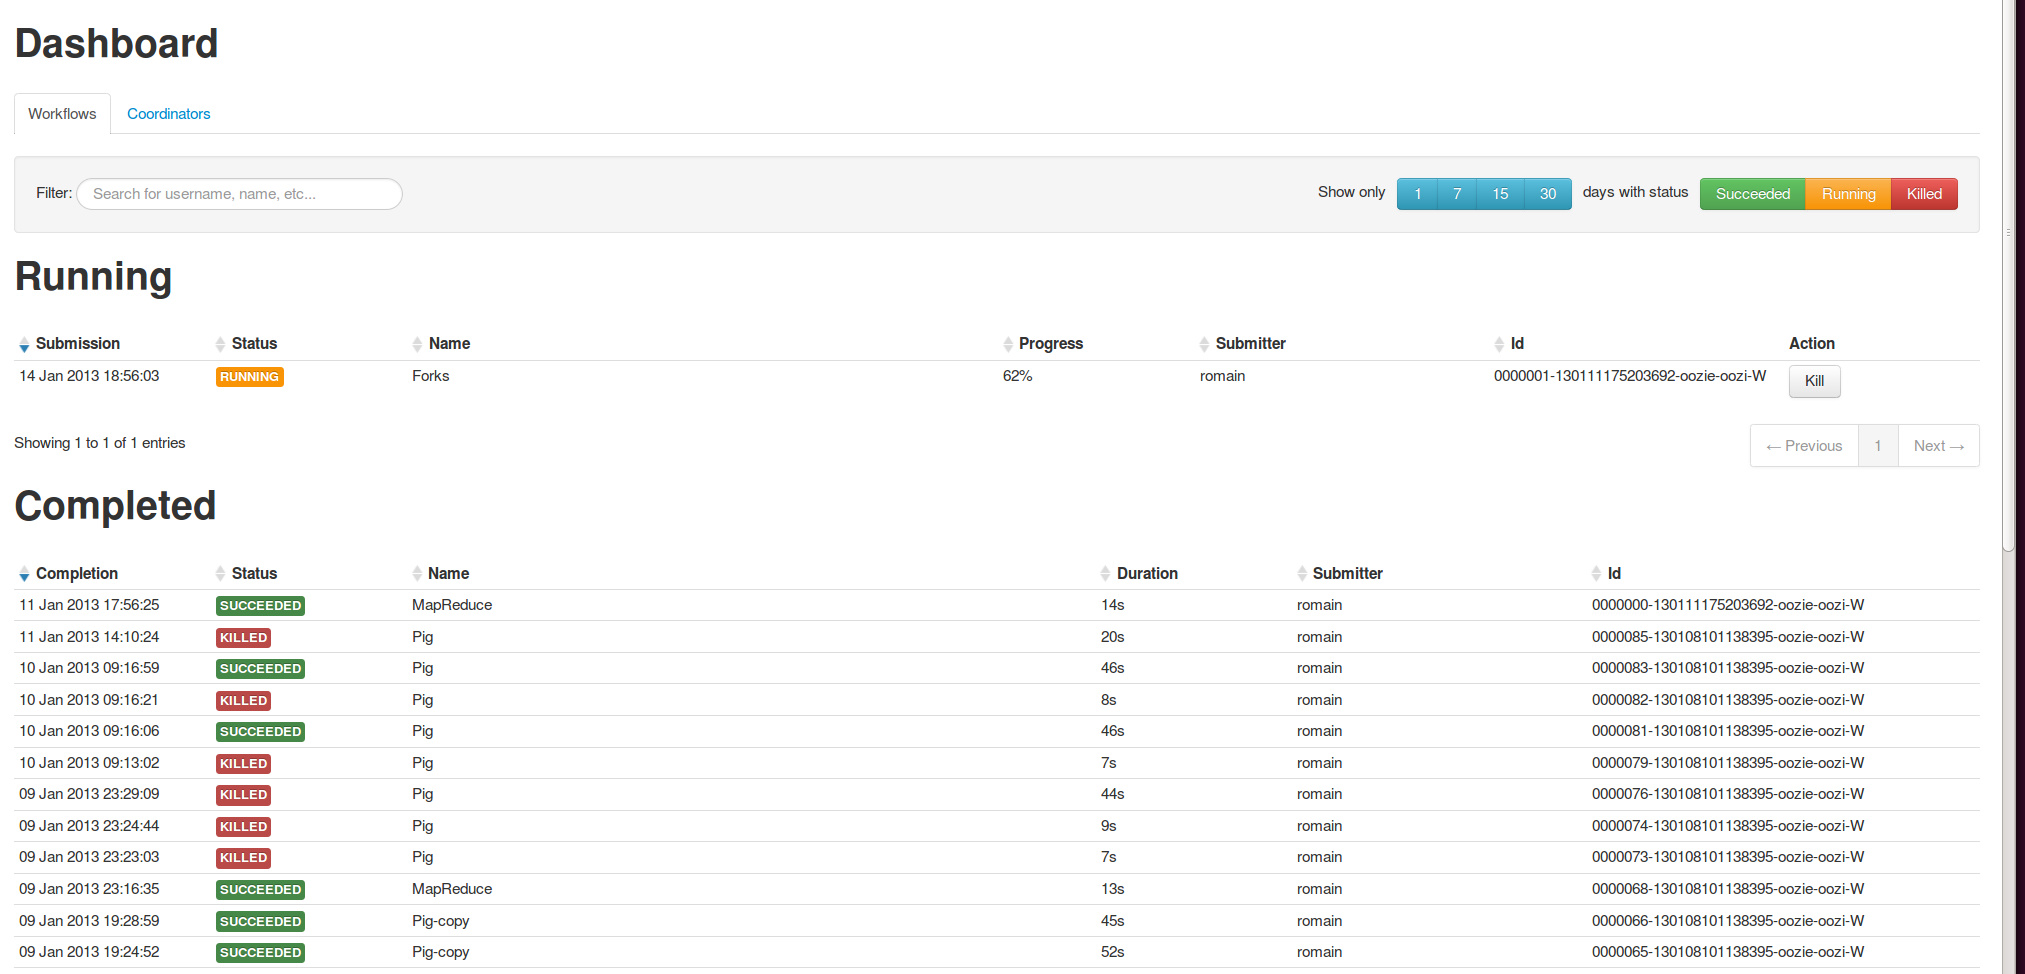 Dashboard
Workflows Coordinators
Filter: Search for username, name, etc... Show only 1 7 15 30 days with status Succeeded Running Killed
Running
Submission Status Name Progress Submitter Id Action
14 Jan 2013 18:56:03 RUNNING Forks 62% romain 0000001-130111175203692-oozie-oozi-W Kill
Showing 1 to 1 of 1 entries ← Previous 1 Next →
Completed
Completion Status Name Duration Submitter Id
11 Jan 2013 17:56:25 SUCCEEDED MapReduce 14s romain 0000000-130111175203692-oozie-oozi-W
11 Jan 2013 14:10:24 KILLED Pig 20s romain 0000085-130108101138395-oozie-oozi-W
10 Jan 2013 09:16:59 SUCCEEDED Pig 46s romain 0000083-130108101138395-oozie-oozi-W
10 Jan 2013 09:16:21 KILLED Pig 8s romain 0000082-130108101138395-oozie-oozi-W
10 Jan 2013 09:16:06 SUCCEEDED Pig 46s romain 0000081-130108101138395-oozie-oozi-W
10 Jan 2013 09:13:02 KILLED Pig 7s romain 0000079-130108101138395-oozie-oozi-W
09 Jan 2013 23:29:09 KILLED Pig 44s romain 0000076-130108101138395-oozie-oozi-W
09 Jan 2013 23:24:44 KILLED Pig 9s romain 0000074-130108101138395-oozie-oozi-W
09 Jan 2013 23:23:03 KILLED Pig 7s romain 0000073-130108101138395-oozie-oozi-W
09 Jan 2013 23:16:35 SUCCEEDED MapReduce 13s romain 0000068-130108101138395-oozie-oozi-W
09 Jan 2013 19:28:59 SUCCEEDED Pig-copy 45s romain 0000066-130108101138395-oozie-oozi-W
09 Jan 2013 19:24:52 SUCCEEDED Pig-copy 52s romain 0000065-130108101138395-oozie-oozi-W